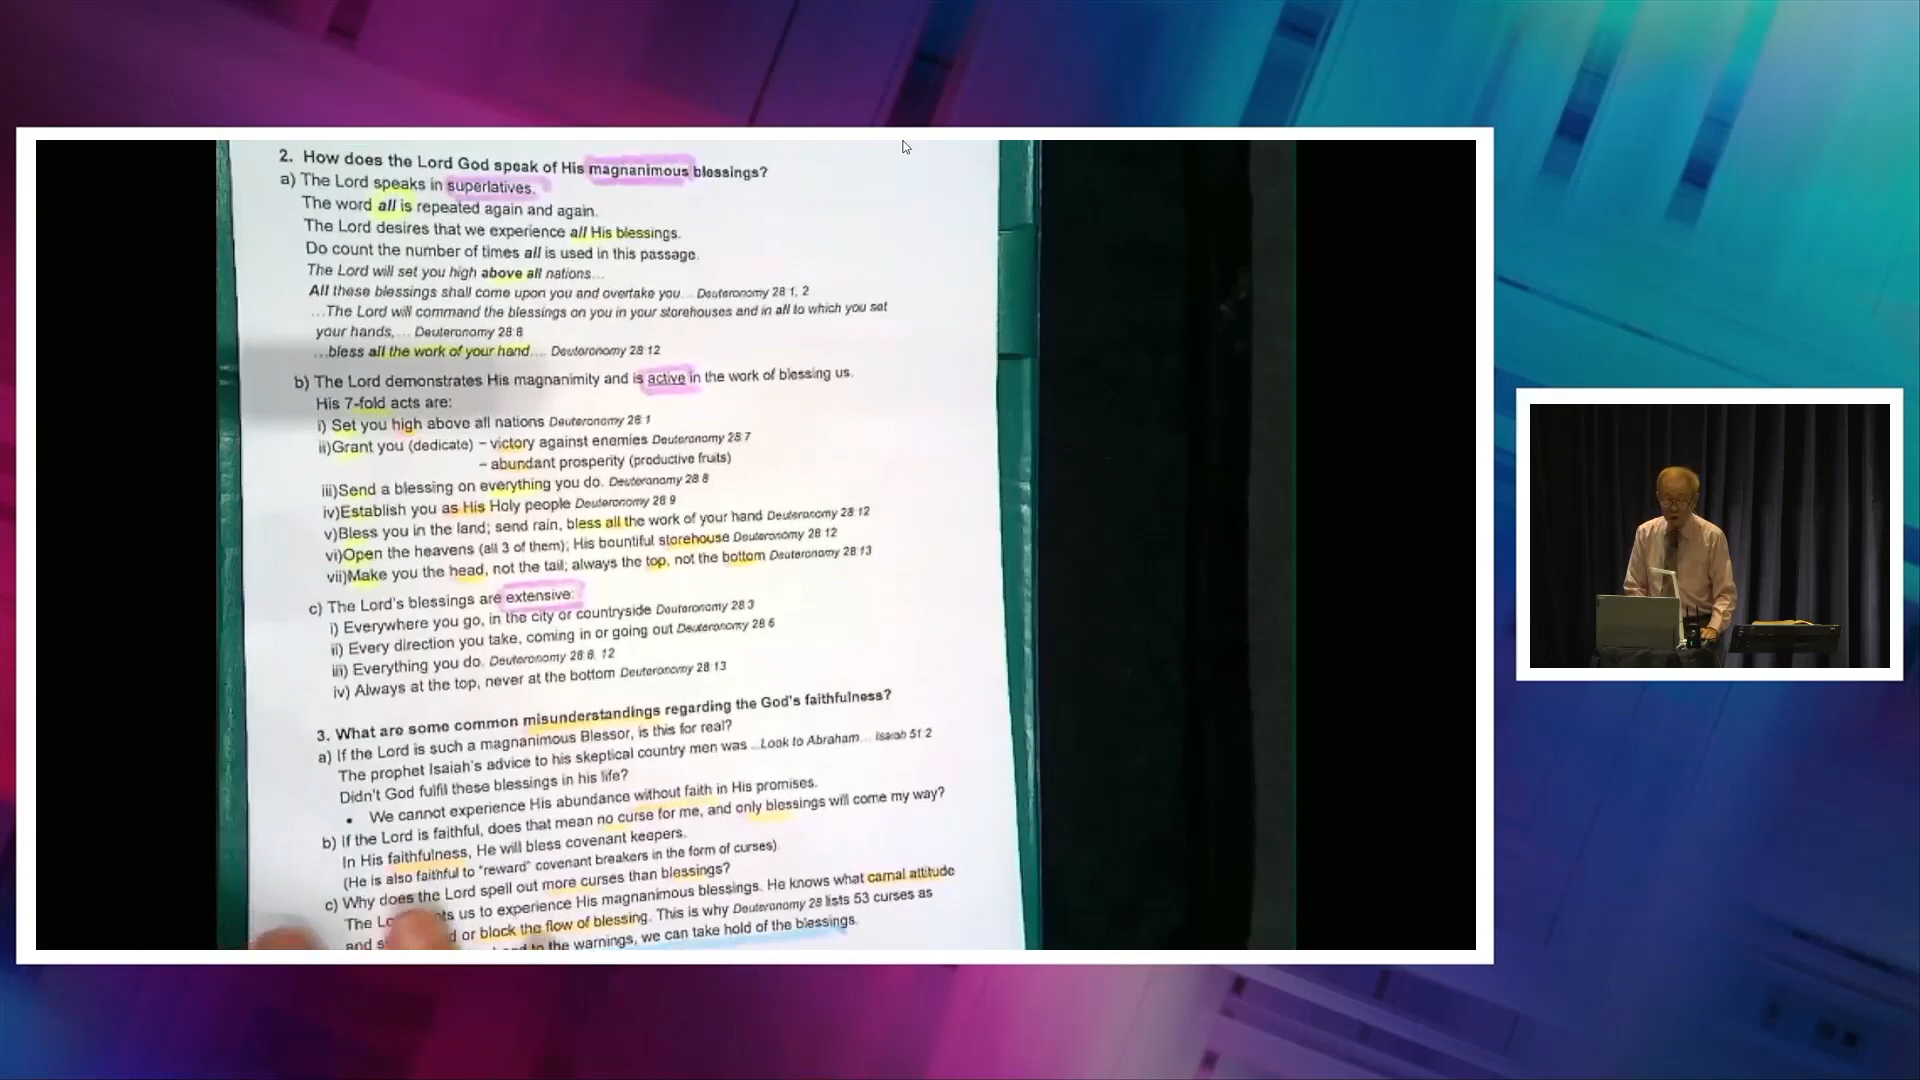 2. How does the Lord God speak of His magnanimous blessings?
a) The Lord speaks in superlatives.
The word all is repeated again and again.
The Lord desires that we experience all His blessings.
Do count the number of times all is used in this passage.
The Lord will set you high above all nations...
All these blessings shall come upon you and overtake you... Deuteronomy 28:1, 2
...The Lord will command the blessings on you in your storehouses and in all to which you set
your hands,... Deuteronomy 28:8
...bless all the work of your hand.... Deuteronomy 28:12
b) The Lord demonstrates His magnanimity and is active in the work of blessing us.
His 7-fold acts are:
i) Set you high above all nations Deuteronomy 28:1
ii)Grant you (dedicate) – victory against enemies Deuteronomy 28:7
– abundant prosperity (productive fruits)
iii)Send a blessing on everything you do. Deuteronomy 28:8
iv)Establish you as His Holy people Deuteronomy 28:9
v)Bless you in the land; send rain, bless all the work of your hand Deuteronomy 28:12
vi)Open the heavens (all 3 of them); His bountiful storehouse Deuteronomy 28:12
vii)Make you the head, not the tail; always the top, not the bottom Deuteronomy 28:13
c) The Lord's blessings are extensive:
i) Everywhere you go, in the city or countryside Deuteronomy 28:3
ii) Every direction you take, coming in or going out Deuteronomy 28:6
iii) Everything you do. Deuteronomy 28:8, 12
iv) Always at the top, never at the bottom Deuteronomy 28:13
3. What are some common misunderstandings regarding the God's faithfulness?
a) If the Lord is such a magnanimous Blessor, is this for real?
The prophet Isaiah's advice to his skeptical country men was ...Look to Abraham... Isaiah 51:2
Didn't God fulfil these blessings in his life?
• We cannot experience His abundance without faith in His promises.
b) If the Lord is faithful, does that mean no curse for me, and only blessings will come my way?
In His faithfulness, He will bless covenant keepers.
(He is also faithful to "reward" covenant breakers in the form of curses).
c) Why does the Lord spell out more curses than blessings?
The us to experience His magnanimous blessings. He knows what carnal attitude
and or block the flow of blessing. This is why Deuteronomy 28 lists 53 curses as
to the warnings, we can take hold of the blessings.